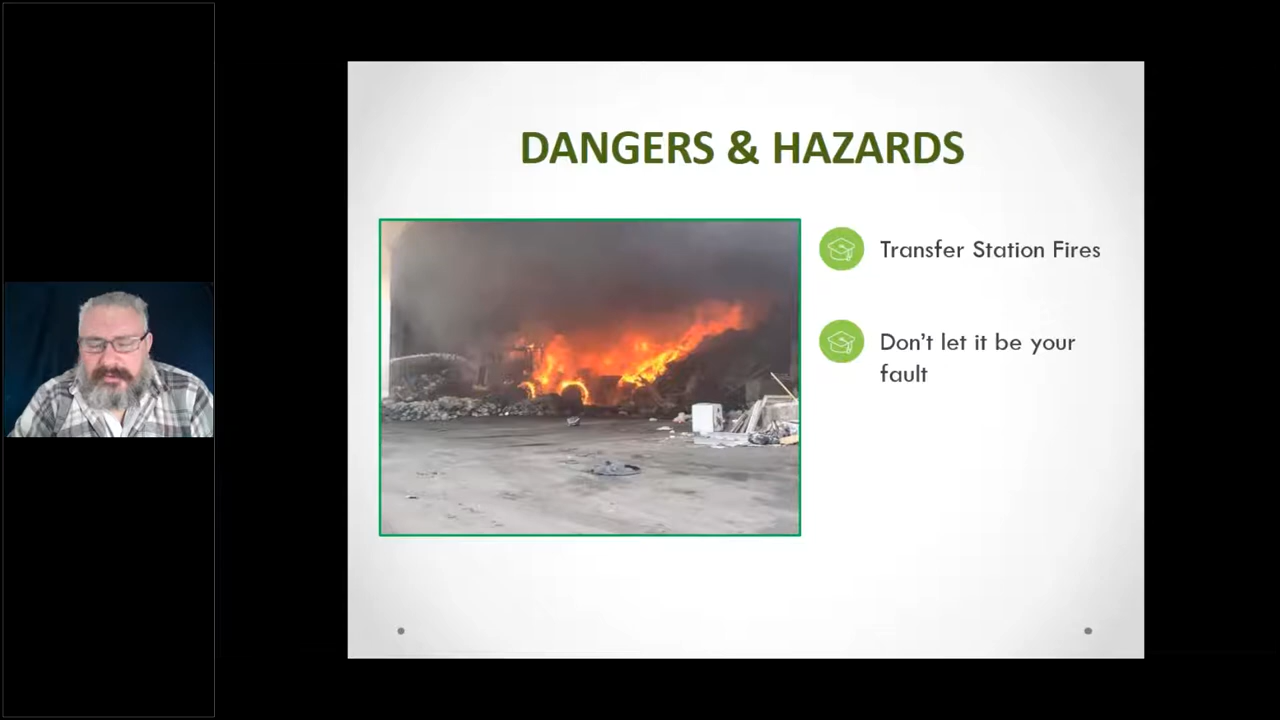 DANGERS & HAZARDS
Transfer Station Fires
Don't let it be your
fault